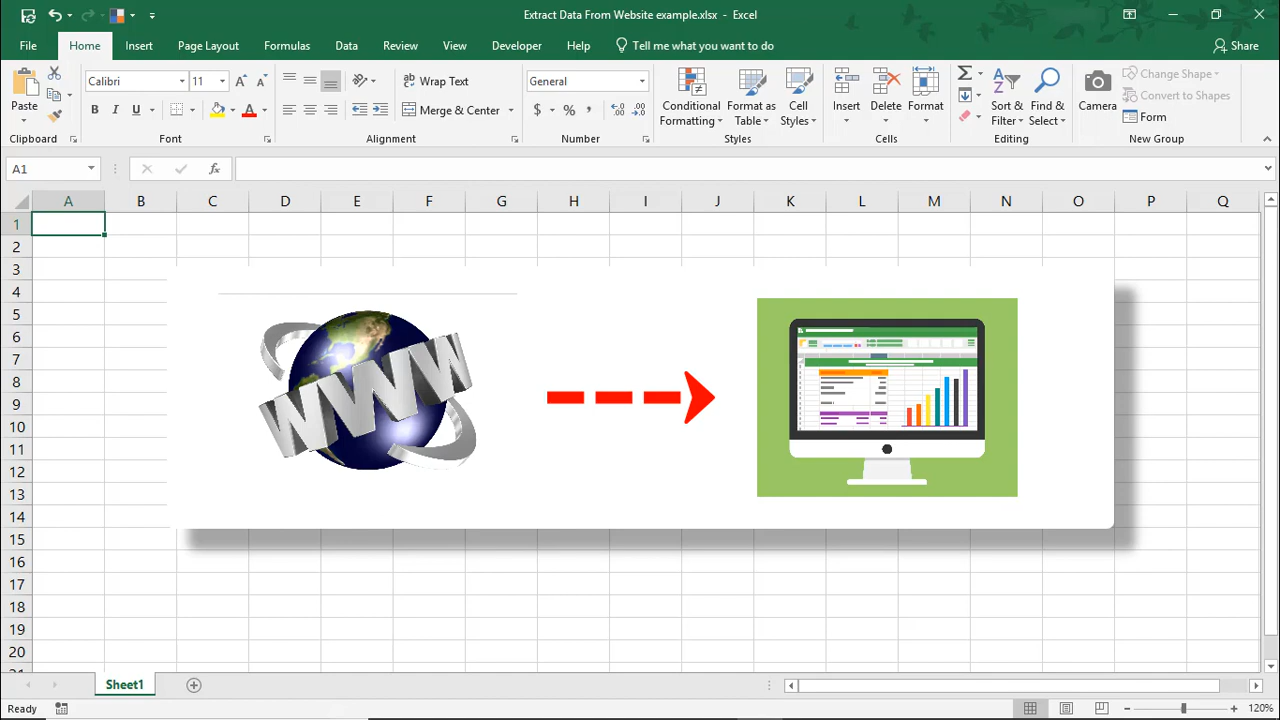 Extract Data From Website example.xlsx - Excel
File Home Insert Page Layout Formulas Data Review View Developer Help Tell me what you want to do Share
Calibri 11 Wrap Text General Change Shape
Paste Conditional Formatting Format as Table Cell Styles Insert Delete Format Sort & Filter Find & Select Camera Convert to Shapes
B I U Merge & Center $ % , Form
Clipboard Font Alignment Number Styles Cells Editing New Group
A1 fx
A B C D E F G H I J K L M N O P Q
1
2
3
4
5
6
7
WWW
8
9
10
11
12
13
14
15
16
17
18
19
20
Sheet1
Ready 120%